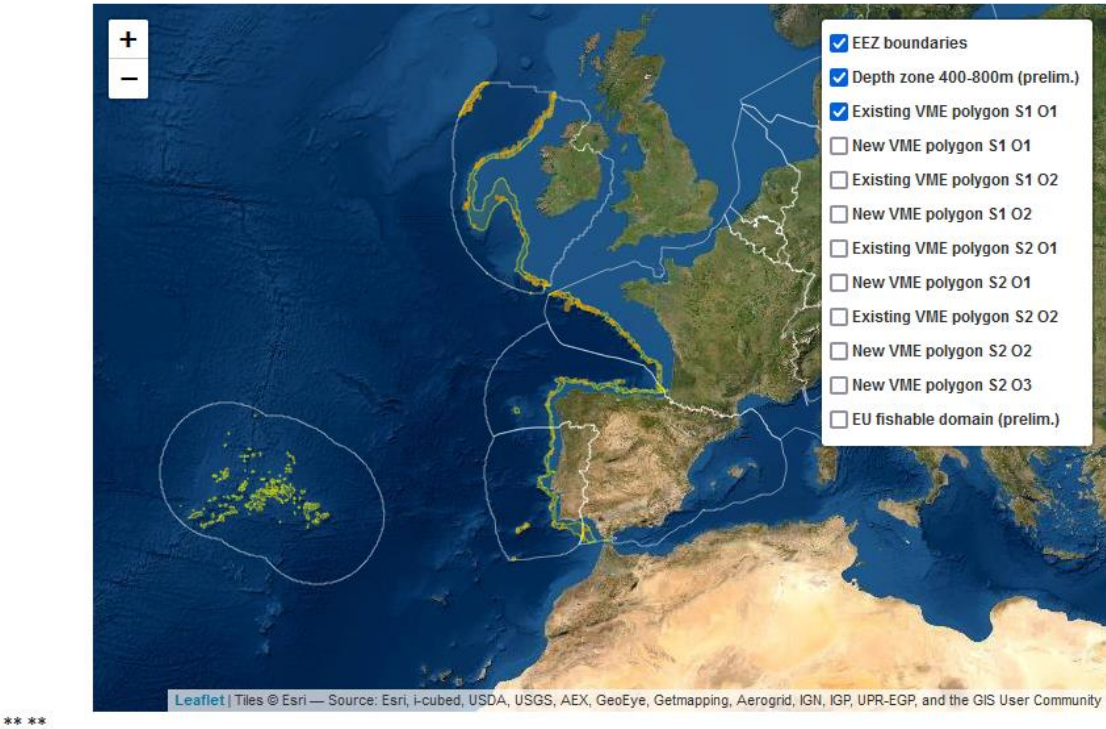 +
−
EEZ boundaries
Depth zone 400-800m (prelim.)
Existing VME polygon S1 O1
New VME polygon S1 O1
Existing VME polygon S1 O2
New VME polygon S1 O2
Existing VME polygon S2 O1
New VME polygon S2 O1
Existing VME polygon S2 O2
New VME polygon S2 O2
New VME polygon S2 O3
EU fishable domain (prelim.)
Leaflet | Tiles © Esri — Source: Esri, i-cubed, USDA, USGS, AEX, GeoEye, Getmapping, Aerogrid, IGN, IGP, UPR-EGP, and the GIS User Community
** **